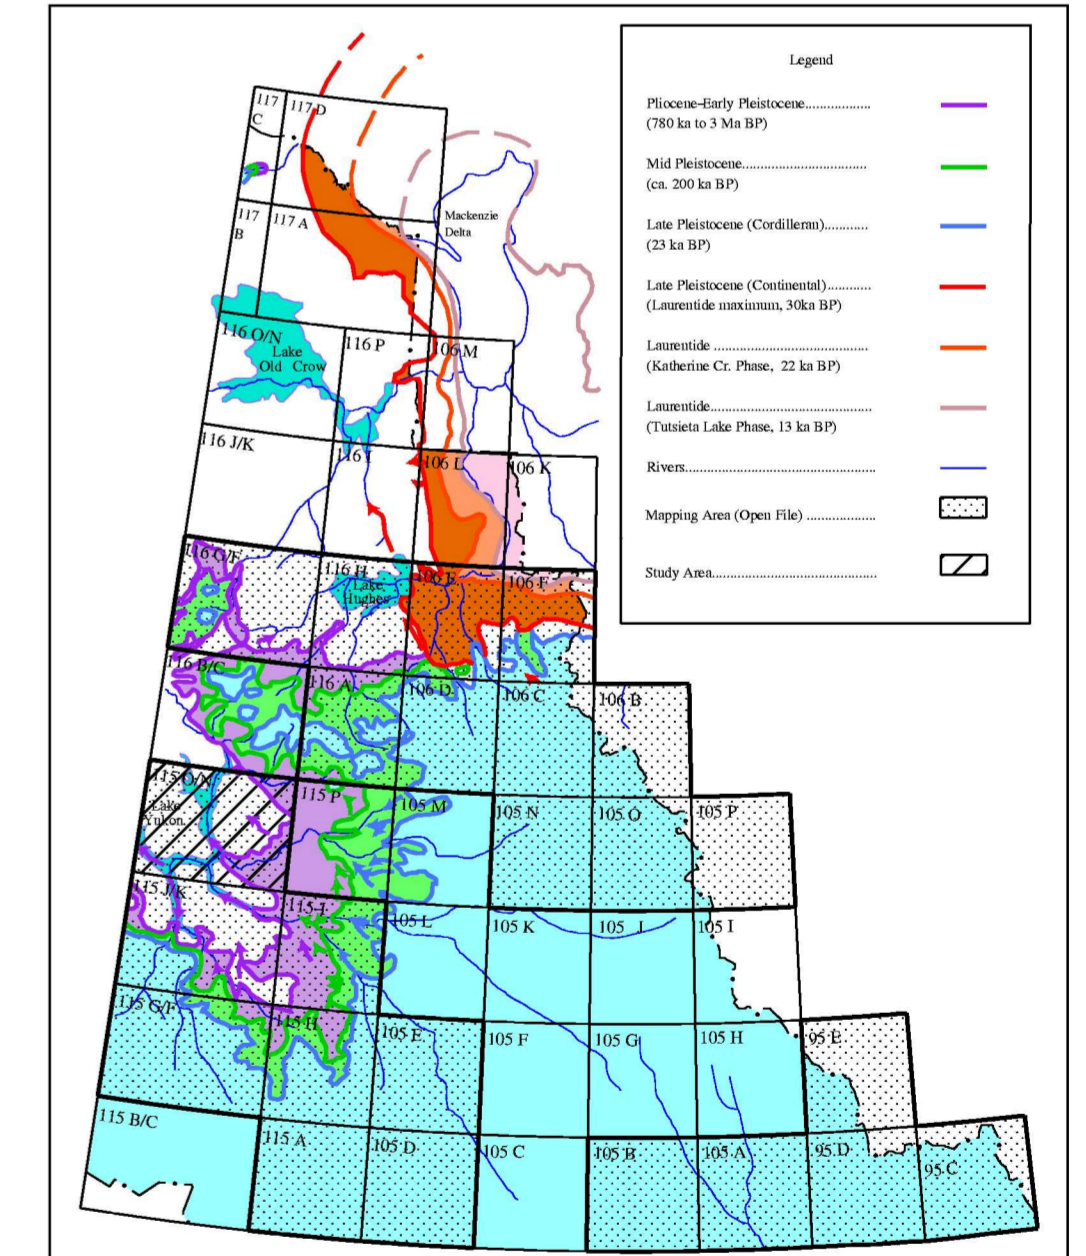 Legend
Pliocene-Early Pleistocene...................
(780 ka to 3 Ma BP)
Mid Pleistocene.................................
(ca. 200 ka BP)
Late Pleistocene (Cordilleran)............
(23 ka BP)
Late Pleistocene (Continental)............
(Laurentide maximum, 30ka BP)
Laurentide .........................................
(Katherine Cr. Phase, 22 ka BP)
Laurentide...........................................
(Tutsieta Lake Phase, 13 ka BP)
Rivers...................................................
Mapping Area (Open File) ....................
Study Area............................................
117
C
117 D
117
B
117 A
Mackenzie
Delta
116 O/N
Lake
Old Crow
116 P
106 M
116 J/K
116 I
106 L
106 K
116 G/F
116 H
Lake
Hughes
106 E
106 F
116 B/C
116 A
106 D
106 C
106 B
115 O/N
Lake
Yukon
115 P
105 M
105 N
105 O
105 P
115 J/K
115 I
105 L
105 K
105 J
105 I
115 G/F
115 H
105 E
105 F
105 G
105 H
95 E
115 B/C
115 A
105 D
105 C
105 B
105 A
95 D
95 C